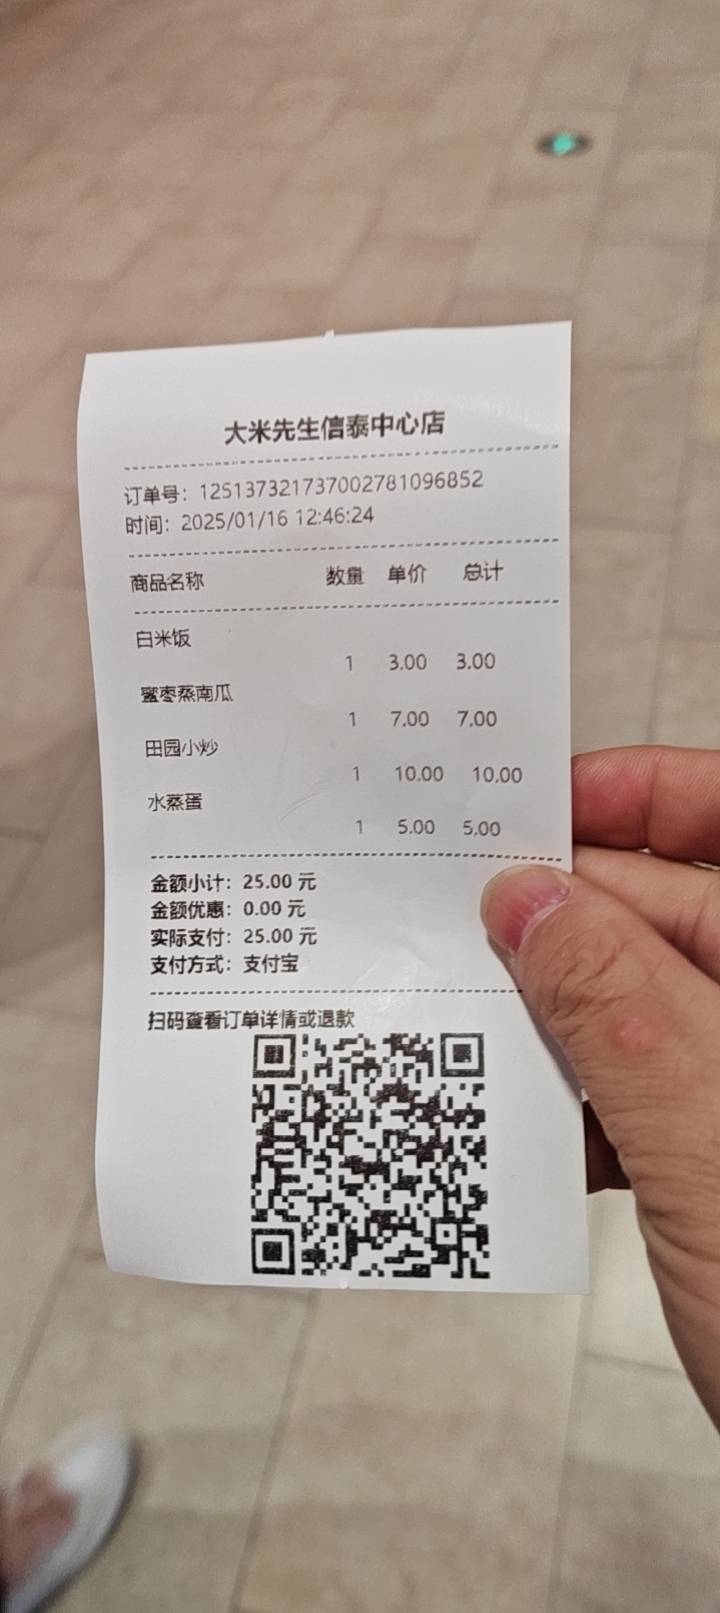 大米先生信泰中心店
订单号：125137321737002781096852
时间：2025/01/16 12:46:24
商品名称 数量 单价 总计
白米饭
1 3.00 3.00
蜜枣蒸南瓜
1 7.00 7.00
田园小炒
1 10.00 10.00
水蒸蛋
1 5.00 5.00
金额小计：25.00 元
金额优惠：0.00 元
实际支付：25.00 元
支付方式：支付宝
扫码查看订单详情或退款